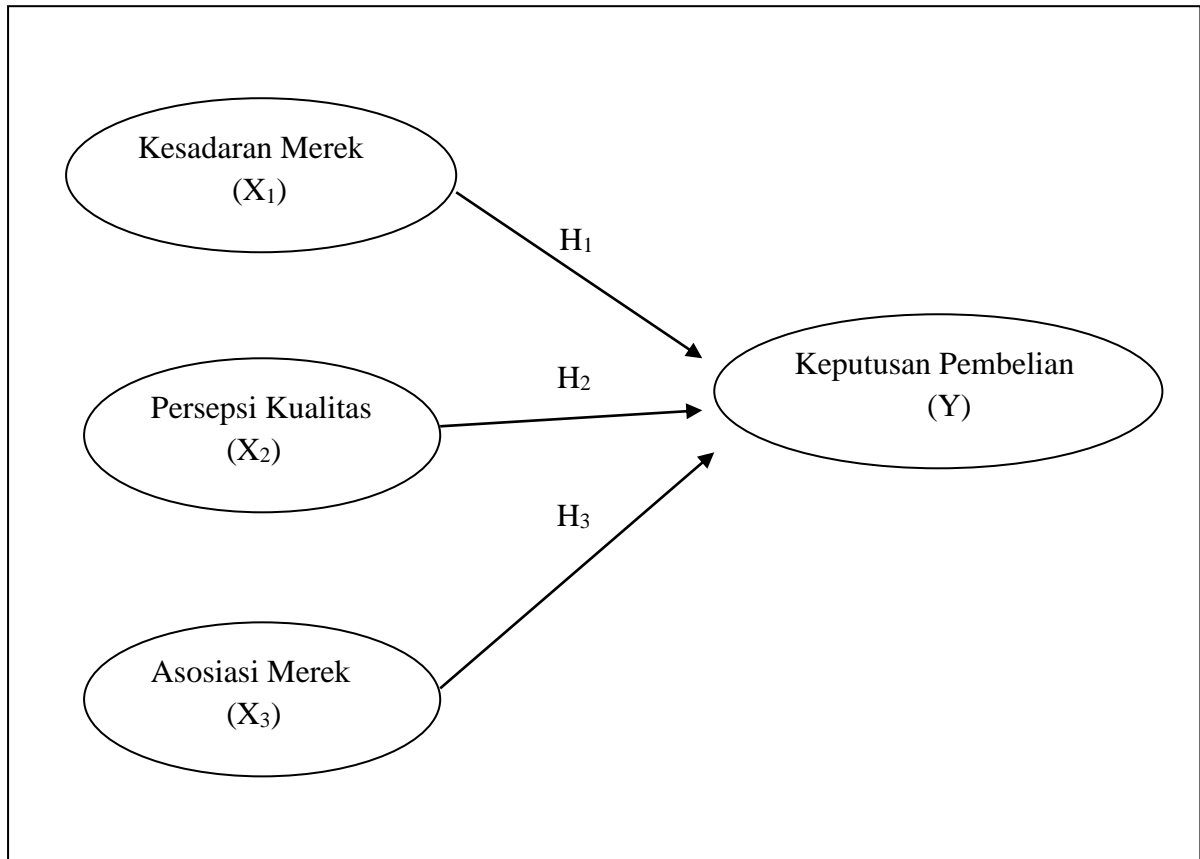 Kesadaran Merek
(X₁)
H₁
Keputusan Pembelian
(Y)
H₂
Persepsi Kualitas
(X₂)
H₃
Asosiasi Merek
(X₃)